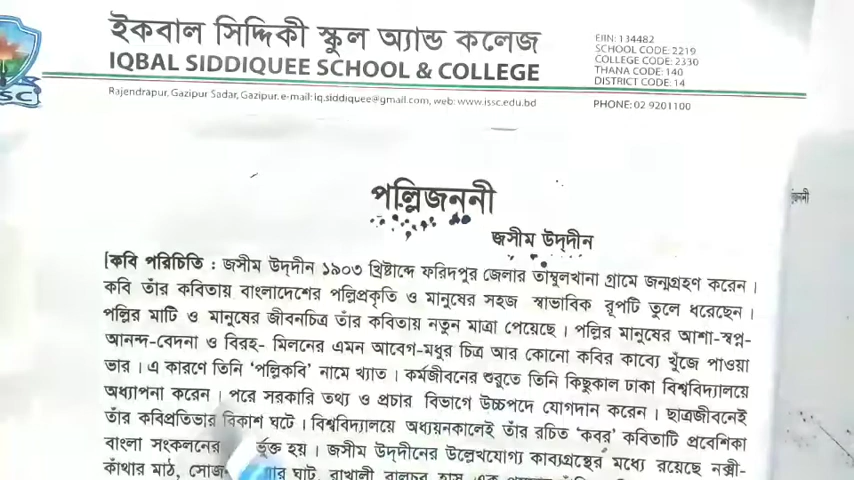 ইকবাল সিদ্দিকী স্কুল অ্যান্ড কলেজ
IQBAL SIDDIQUEE SCHOOL & COLLEGE
Rajendrapur, Gazipur Sadar, Gazipur. e-mail: iq.siddiquee@gmail.com, web: www.issc.edu.bd
EIIN: 134482
SCHOOL CODE: 2219
COLLEGE CODE: 2330
THANA CODE: 140
DISTRICT CODE: 14
PHONE: 02 9201100
SC
পল্লিজননী
জসীম উদ্‌দীন
[কবি পরিচিতি : জসীম উদ্‌দীন ১৯০৩ খ্রিষ্টাব্দে ফরিদপুর জেলার তাম্বুলখানা গ্রামে জন্মগ্রহণ করেন।
কবি তাঁর কবিতায় বাংলাদেশের পল্লিপ্রকৃতি ও মানুষের সহজ স্বাভাবিক রূপটি তুলে ধরেছেন।
পল্লির মাটি ও মানুষের জীবনচিত্র তাঁর কবিতায় নতুন মাত্রা পেয়েছে। পল্লির মানুষের আশা-স্বপ্ন-
আনন্দ-বেদনা ও বিরহ- মিলনের এমন আবেগ-মধুর চিত্র আর কোনো কবির কাব্যে খুঁজে পাওয়া
ভার। এ কারণে তিনি ‘পল্লিকবি’ নামে খ্যাত। কর্মজীবনের শুরুতে তিনি কিছুকাল ঢাকা বিশ্ববিদ্যালয়ে
অধ্যাপনা করেন। পরে সরকারি তথ্য ও প্রচার বিভাগে উচ্চপদে যোগদান করেন। ছাত্রজীবনেই
তাঁর কবিপ্রতিভার বিকাশ ঘটে। বিশ্ববিদ্যালয়ে অধ্যয়নকালেই তাঁর রচিত ‘কবর’ কবিতাটি প্রবেশিকা
বাংলা সংকলনের র্ভুক্ত হয়। জসীম উদ্‌দীনের উল্লেখযোগ্য কাব্যগ্রন্থের মধ্যে রয়েছে নক্সী-
কাঁথার মাঠ, সোজ ঘাট, রাখালী